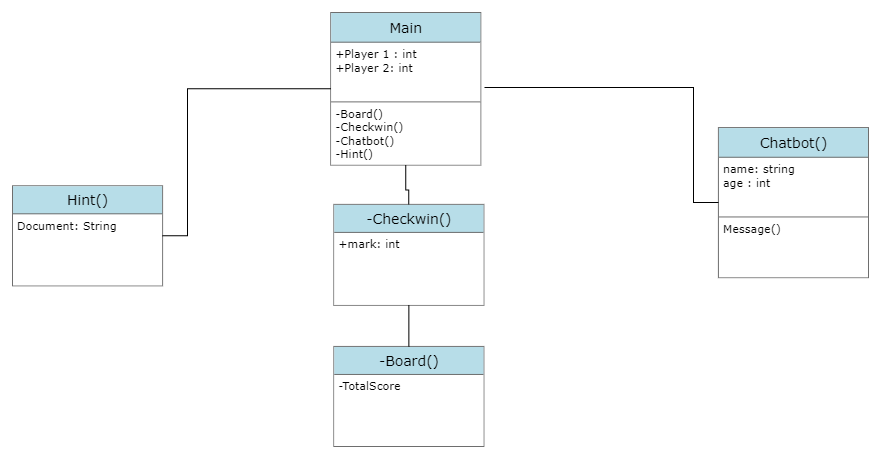 Main
+Player 1 : int
+Player 2: int
-Board()
-Checkwin()
-Chatbot()
-Hint()
Hint()
Document: String
-Checkwin()
+mark: int
-Board()
-TotalScore
Chatbot()
name: string
age : int
Message()